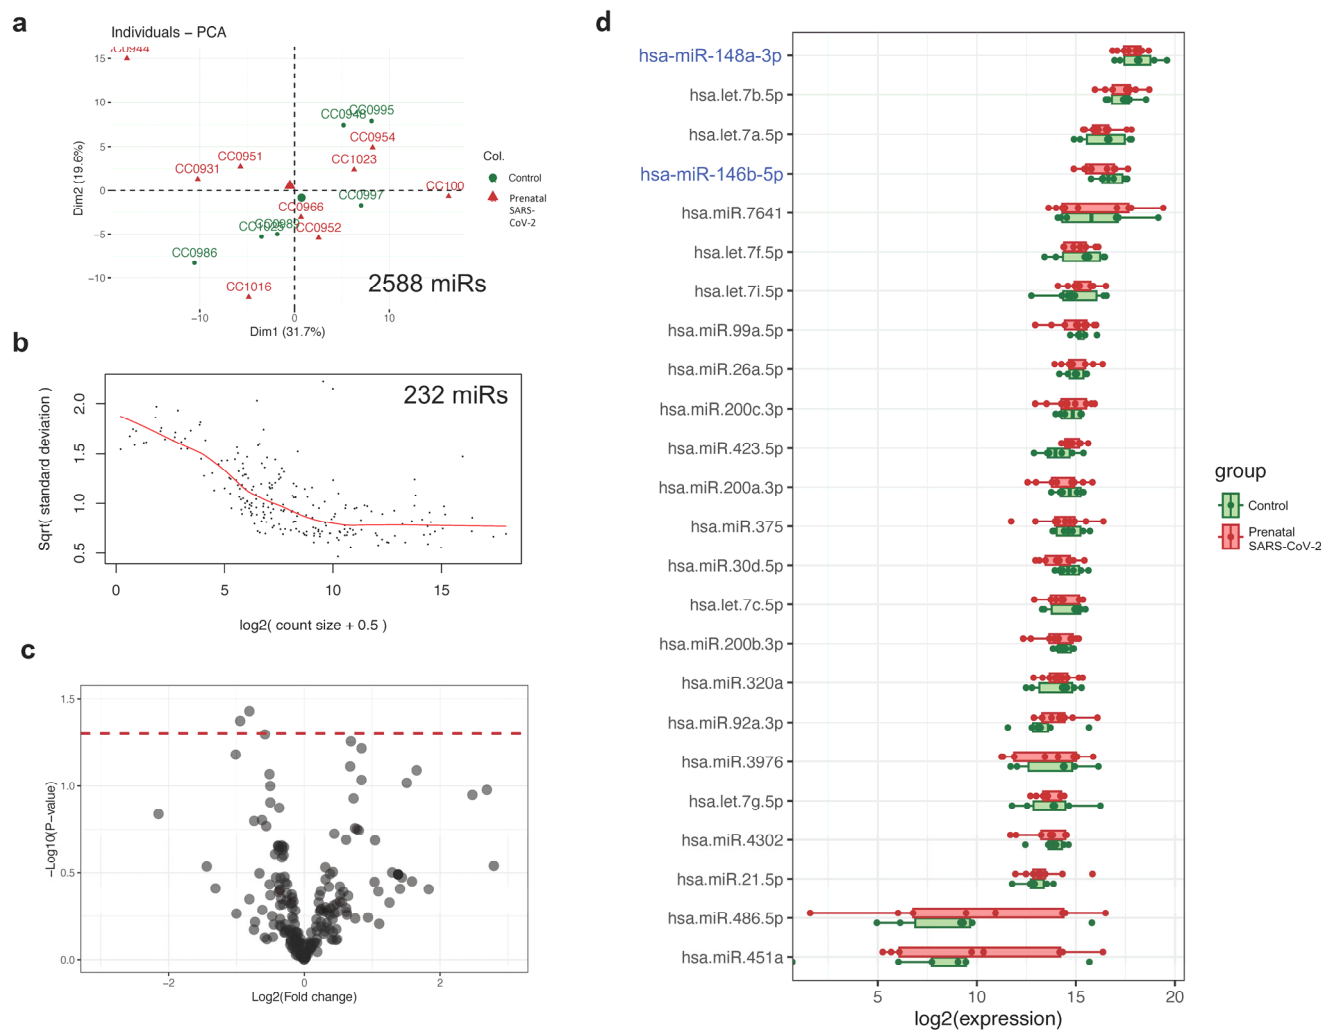 a
Individuals – PCA
CC0944
15
10
5
0
−5
−10
Dim2 (19.6%)
CC0948
CC0995
CC0954
CC1023
CC0951
CC0931
CC100
CC0997
CC0966
CC0989
CC1025
CC0952
CC0986
CC1016
2588 miRs
−10
0
10
Dim1 (31.7%)
Col.
Control
Prenatal
SARS-
CoV-2
b
232 miRs
2.0
1.5
1.0
0.5
Sqrt( standard deviation )
0
5
10
15
log2( count size + 0.5 )
c
1.5
1.0
0.5
0.0
−Log10(P−value)
−2
0
2
Log2(Fold change)
d
hsa-miR-148a-3p
hsa.let.7b.5p
hsa.let.7a.5p
hsa-miR-146b-5p
hsa.miR.7641
hsa.let.7f.5p
hsa.let.7i.5p
hsa.miR.99a.5p
hsa.miR.26a.5p
hsa.miR.200c.3p
hsa.miR.423.5p
hsa.miR.200a.3p
hsa.miR.375
hsa.miR.30d.5p
hsa.let.7c.5p
hsa.miR.200b.3p
hsa.miR.320a
hsa.miR.92a.3p
hsa.miR.3976
hsa.let.7g.5p
hsa.miR.4302
hsa.miR.21.5p
hsa.miR.486.5p
hsa.miR.451a
5
10
15
20
log2(expression)
group
Control
Prenatal
SARS-CoV-2